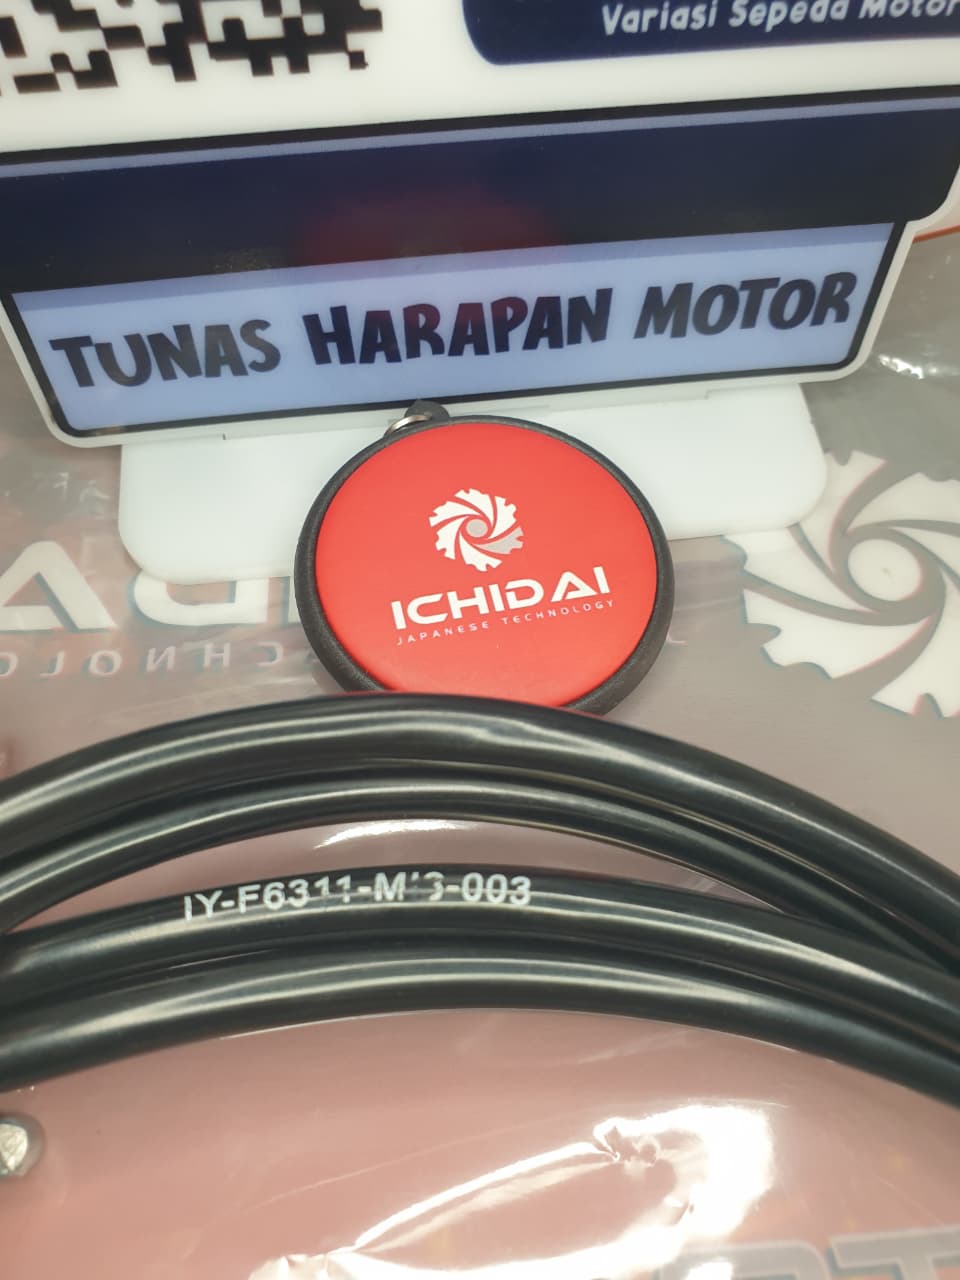 Variasi Sepeda Motor
TUNAS HARAPAN MOTOR
ICHIDAI
JAPANESE TECHNOLOGY